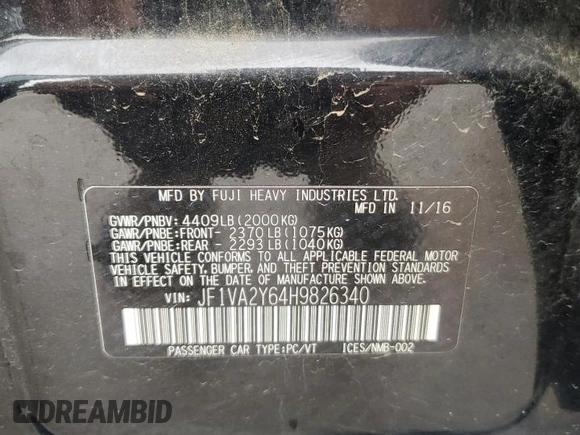 MFD BY FUJI HEAVY INDUSTRIES LTD.
MFD IN 11/16
GVWR/PNBV: 4409LB(2000KG)
GAWR/PNBE:FRONT- 2370LB(1075KG)
GAWR/PNBE:REAR - 2293LB(1040KG)
THIS VEHICLE CONFORMS TO ALL APPLICABLE FEDERAL MOTOR
VEHICLE SAFETY, BUMPER, AND THEFT PREVENTION STANDARDS
IN EFFECT ON THE DATE OF MANUFACTURE SHOWN ABOVE.
VIN: JF1VA2Y64H9826340
PASSENGER CAR TYPE:PC/VT ICES/NMB-002
DREAMBID